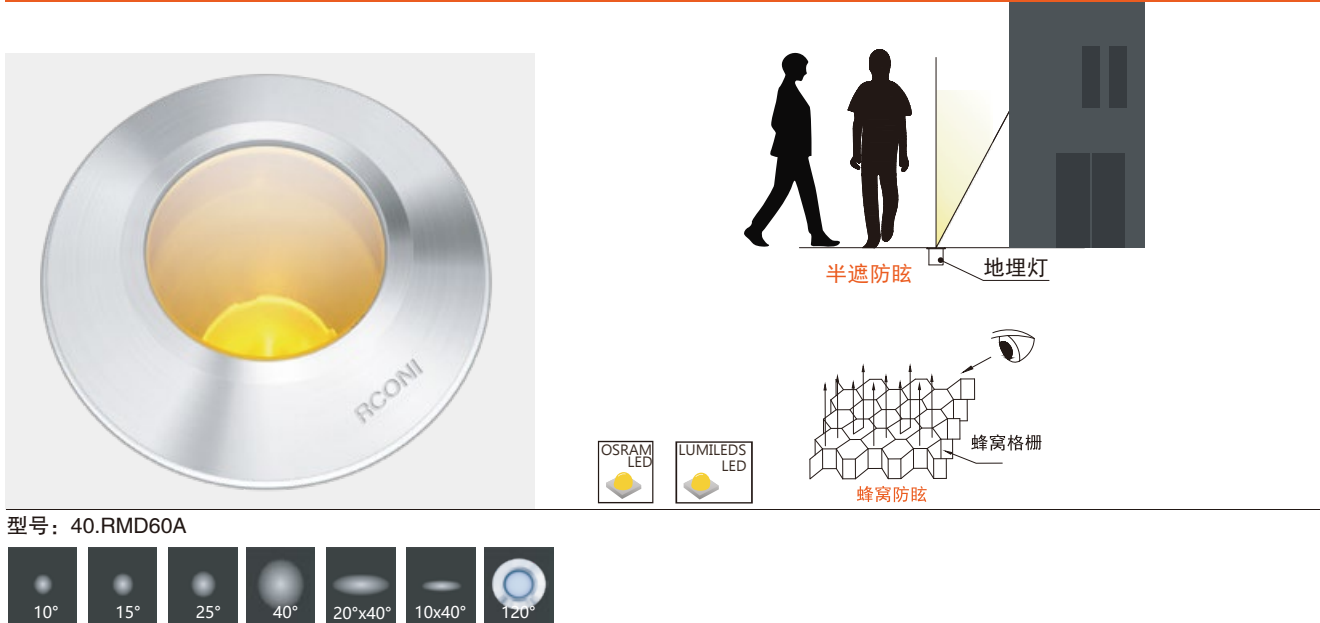 RCONI
半遮防眩
地埋灯
蜂窝格栅
蜂窝防眩
OSRAM
LED
LUMILEDS
LED
型号：40.RMD60A
10°
15°
25°
40°
20°x40°
10x40°
120°